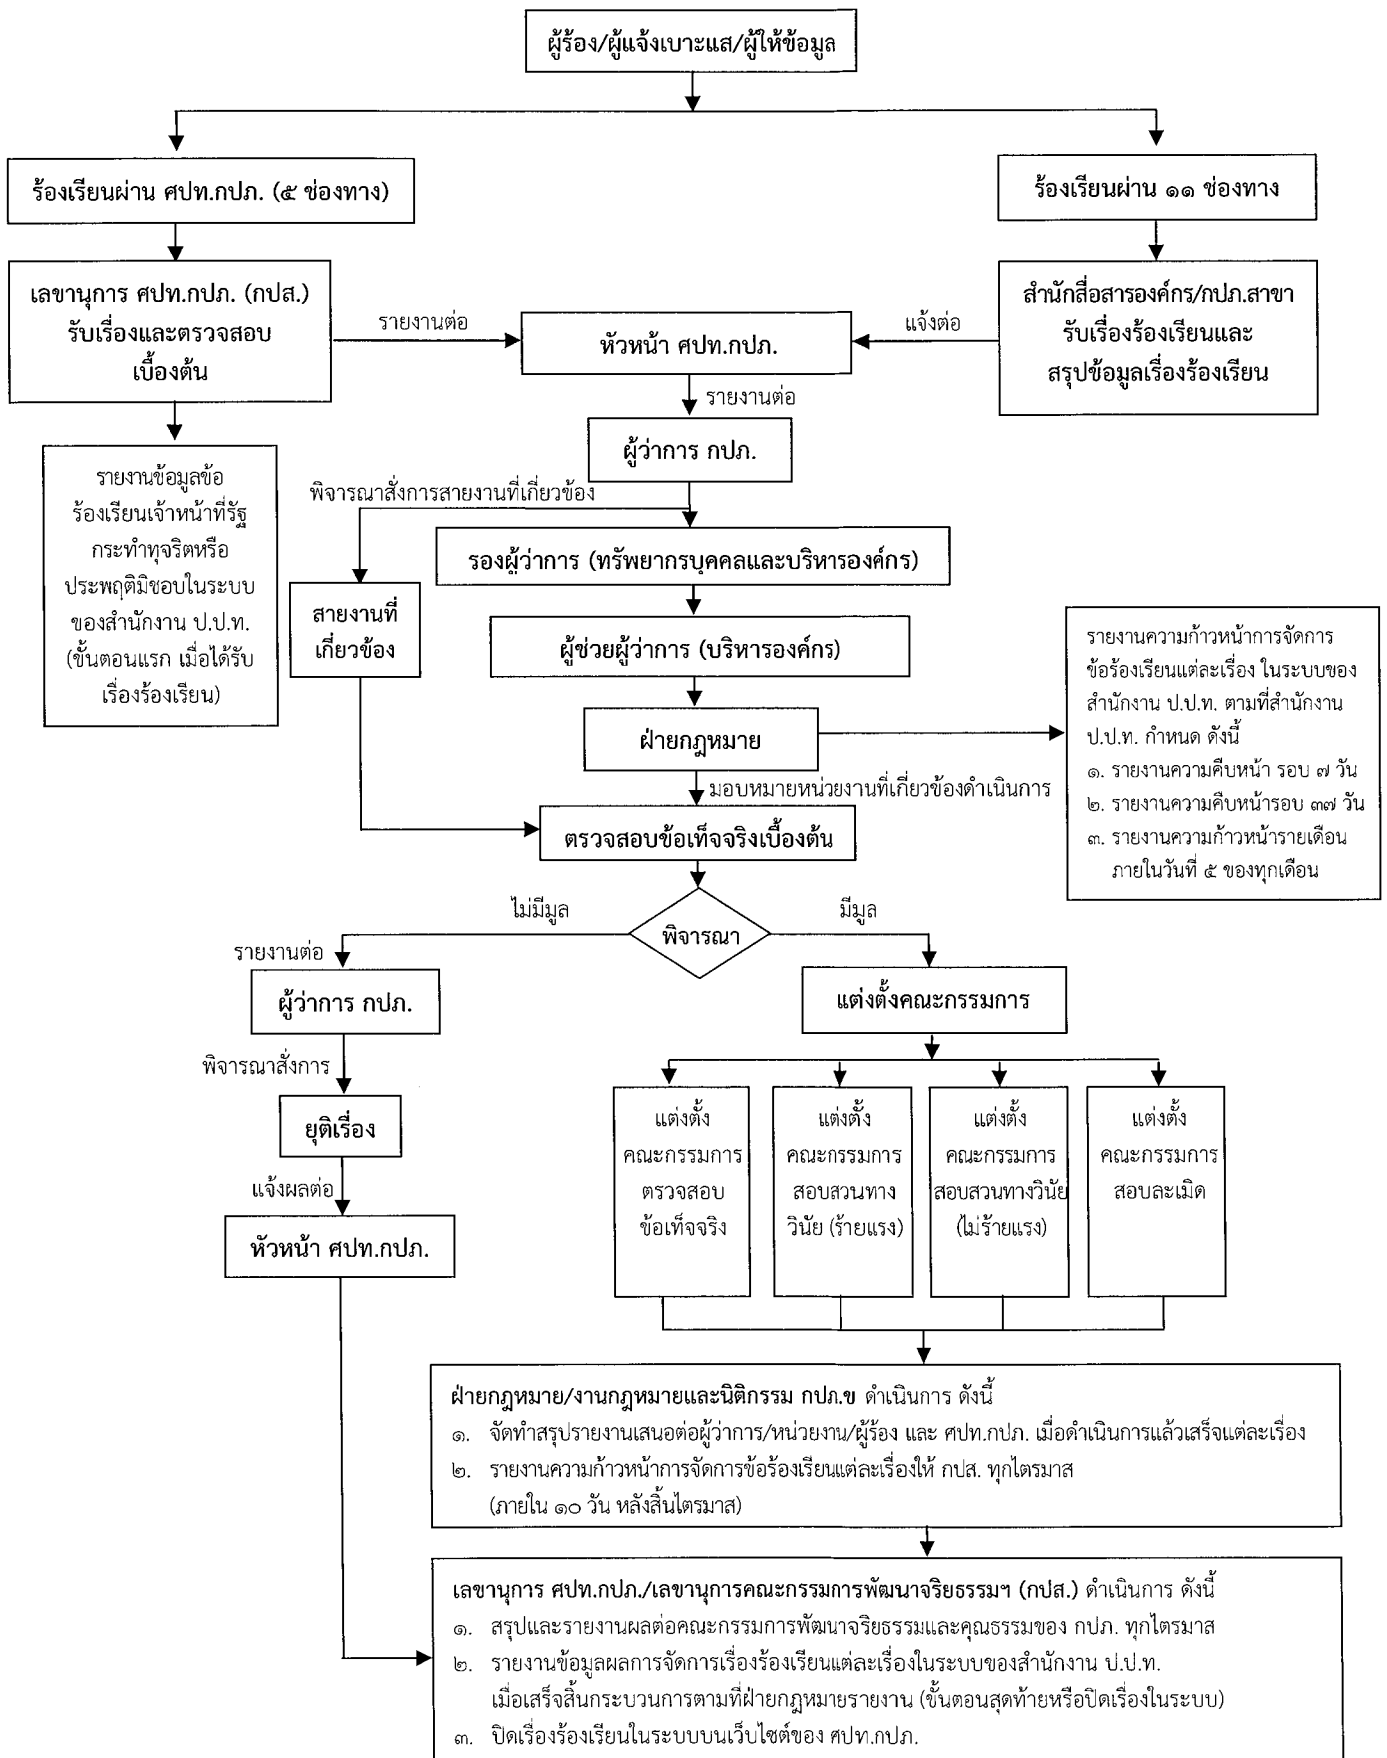 ผู้ร้อง/ผู้แจ้งเบาะแส/ผู้ให้ข้อมูล
ร้องเรียนผ่าน ศปท.กปภ. (๕ ช่องทาง)
ร้องเรียนผ่าน ๑๑ ช่องทาง
เลขานุการ ศปท.กปภ. (กปส.)
รับเรื่องและตรวจสอบ
เบื้องต้น
รายงานต่อ
หัวหน้า ศปท.กปภ.
แจ้งต่อ
สำนักสื่อสารองค์กร/กปภ.สาขา
รับเรื่องร้องเรียนและ
สรุปข้อมูลเรื่องร้องเรียน
รายงานต่อ
ผู้ว่าการ กปภ.
รายงานข้อมูลข้อ
ร้องเรียนเจ้าหน้าที่รัฐ
กระทำทุจริตหรือ
ประพฤติมิชอบในระบบ
ของสำนักงาน ป.ป.ท.
(ขั้นตอนแรก เมื่อได้รับ
เรื่องร้องเรียน)
พิจารณาสั่งการสายงานที่เกี่ยวข้อง
รองผู้ว่าการ (ทรัพยากรบุคคลและบริหารองค์กร)
สายงานที่
เกี่ยวข้อง
ผู้ช่วยผู้ว่าการ (บริหารองค์กร)
ฝ่ายกฎหมาย
รายงานความก้าวหน้าการจัดการ
ข้อร้องเรียนแต่ละเรื่อง ในระบบของ
สำนักงาน ป.ป.ท. ตามที่สำนักงาน
ป.ป.ท. กำหนด ดังนี้
๑. รายงานความคืบหน้า รอบ ๗ วัน
๒. รายงานความคืบหน้ารอบ ๓๗ วัน
๓. รายงานความก้าวหน้ารายเดือน
ภายในวันที่ ๕ ของทุกเดือน
มอบหมายหน่วยงานที่เกี่ยวข้องดำเนินการ
ตรวจสอบข้อเท็จจริงเบื้องต้น
ไม่มีมูล
พิจารณา
มีมูล
รายงานต่อ
ผู้ว่าการ กปภ.
แต่งตั้งคณะกรรมการ
พิจารณาสั่งการ
ยุติเรื่อง
แจ้งผลต่อ
หัวหน้า ศปท.กปภ.
แต่งตั้ง
คณะกรรมการ
ตรวจสอบ
ข้อเท็จจริง
แต่งตั้ง
คณะกรรมการ
สอบสวนทาง
วินัย (ร้ายแรง)
แต่งตั้ง
คณะกรรมการ
สอบสวนทางวินัย
(ไม่ร้ายแรง)
แต่งตั้ง
คณะกรรมการ
สอบละเมิด
ฝ่ายกฎหมาย/งานกฎหมายและนิติกรรม กปภ.ข ดำเนินการ ดังนี้
๑. จัดทำสรุปรายงานเสนอต่อผู้ว่าการ/หน่วยงาน/ผู้ร้อง และ ศปท.กปภ. เมื่อดำเนินการแล้วเสร็จแต่ละเรื่อง
๒. รายงานความก้าวหน้าการจัดการข้อร้องเรียนแต่ละเรื่องให้ กปส. ทุกไตรมาส
(ภายใน ๑๐ วัน หลังสิ้นไตรมาส)
เลขานุการ ศปท.กปภ./เลขานุการคณะกรรมการพัฒนาจริยธรรมฯ (กปส.) ดำเนินการ ดังนี้
๑. สรุปและรายงานผลต่อคณะกรรมการพัฒนาจริยธรรมและคุณธรรมของ กปภ. ทุกไตรมาส
๒. รายงานข้อมูลผลการจัดการเรื่องร้องเรียนแต่ละเรื่องในระบบของสำนักงาน ป.ป.ท.
เมื่อเสร็จสิ้นกระบวนการตามที่ฝ่ายกฎหมายรายงาน (ขั้นตอนสุดท้ายหรือปิดเรื่องในระบบ)
๓. ปิดเรื่องร้องเรียนในระบบบนเว็บไซต์ของ ศปท.กปภ.